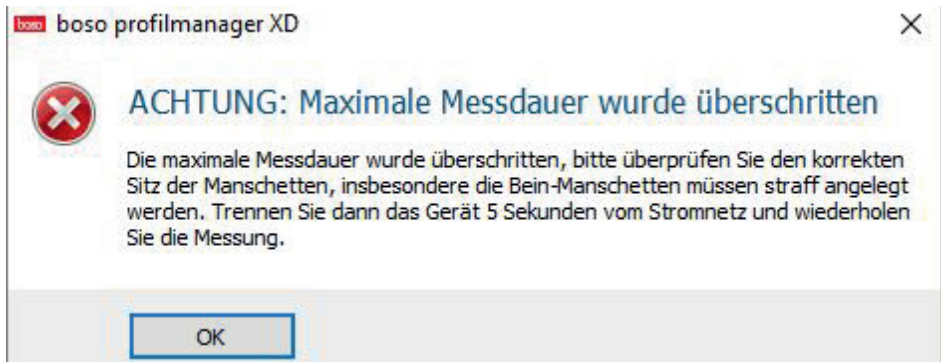 boso boso profilmanager XD
ACHTUNG: Maximale Messdauer wurde überschritten
Die maximale Messdauer wurde überschritten, bitte überprüfen Sie den korrekten
Sitz der Manschetten, insbesondere die Bein-Manschetten müssen straff angelegt
werden. Trennen Sie dann das Gerät 5 Sekunden vom Stromnetz und wiederholen
Sie die Messung.
OK